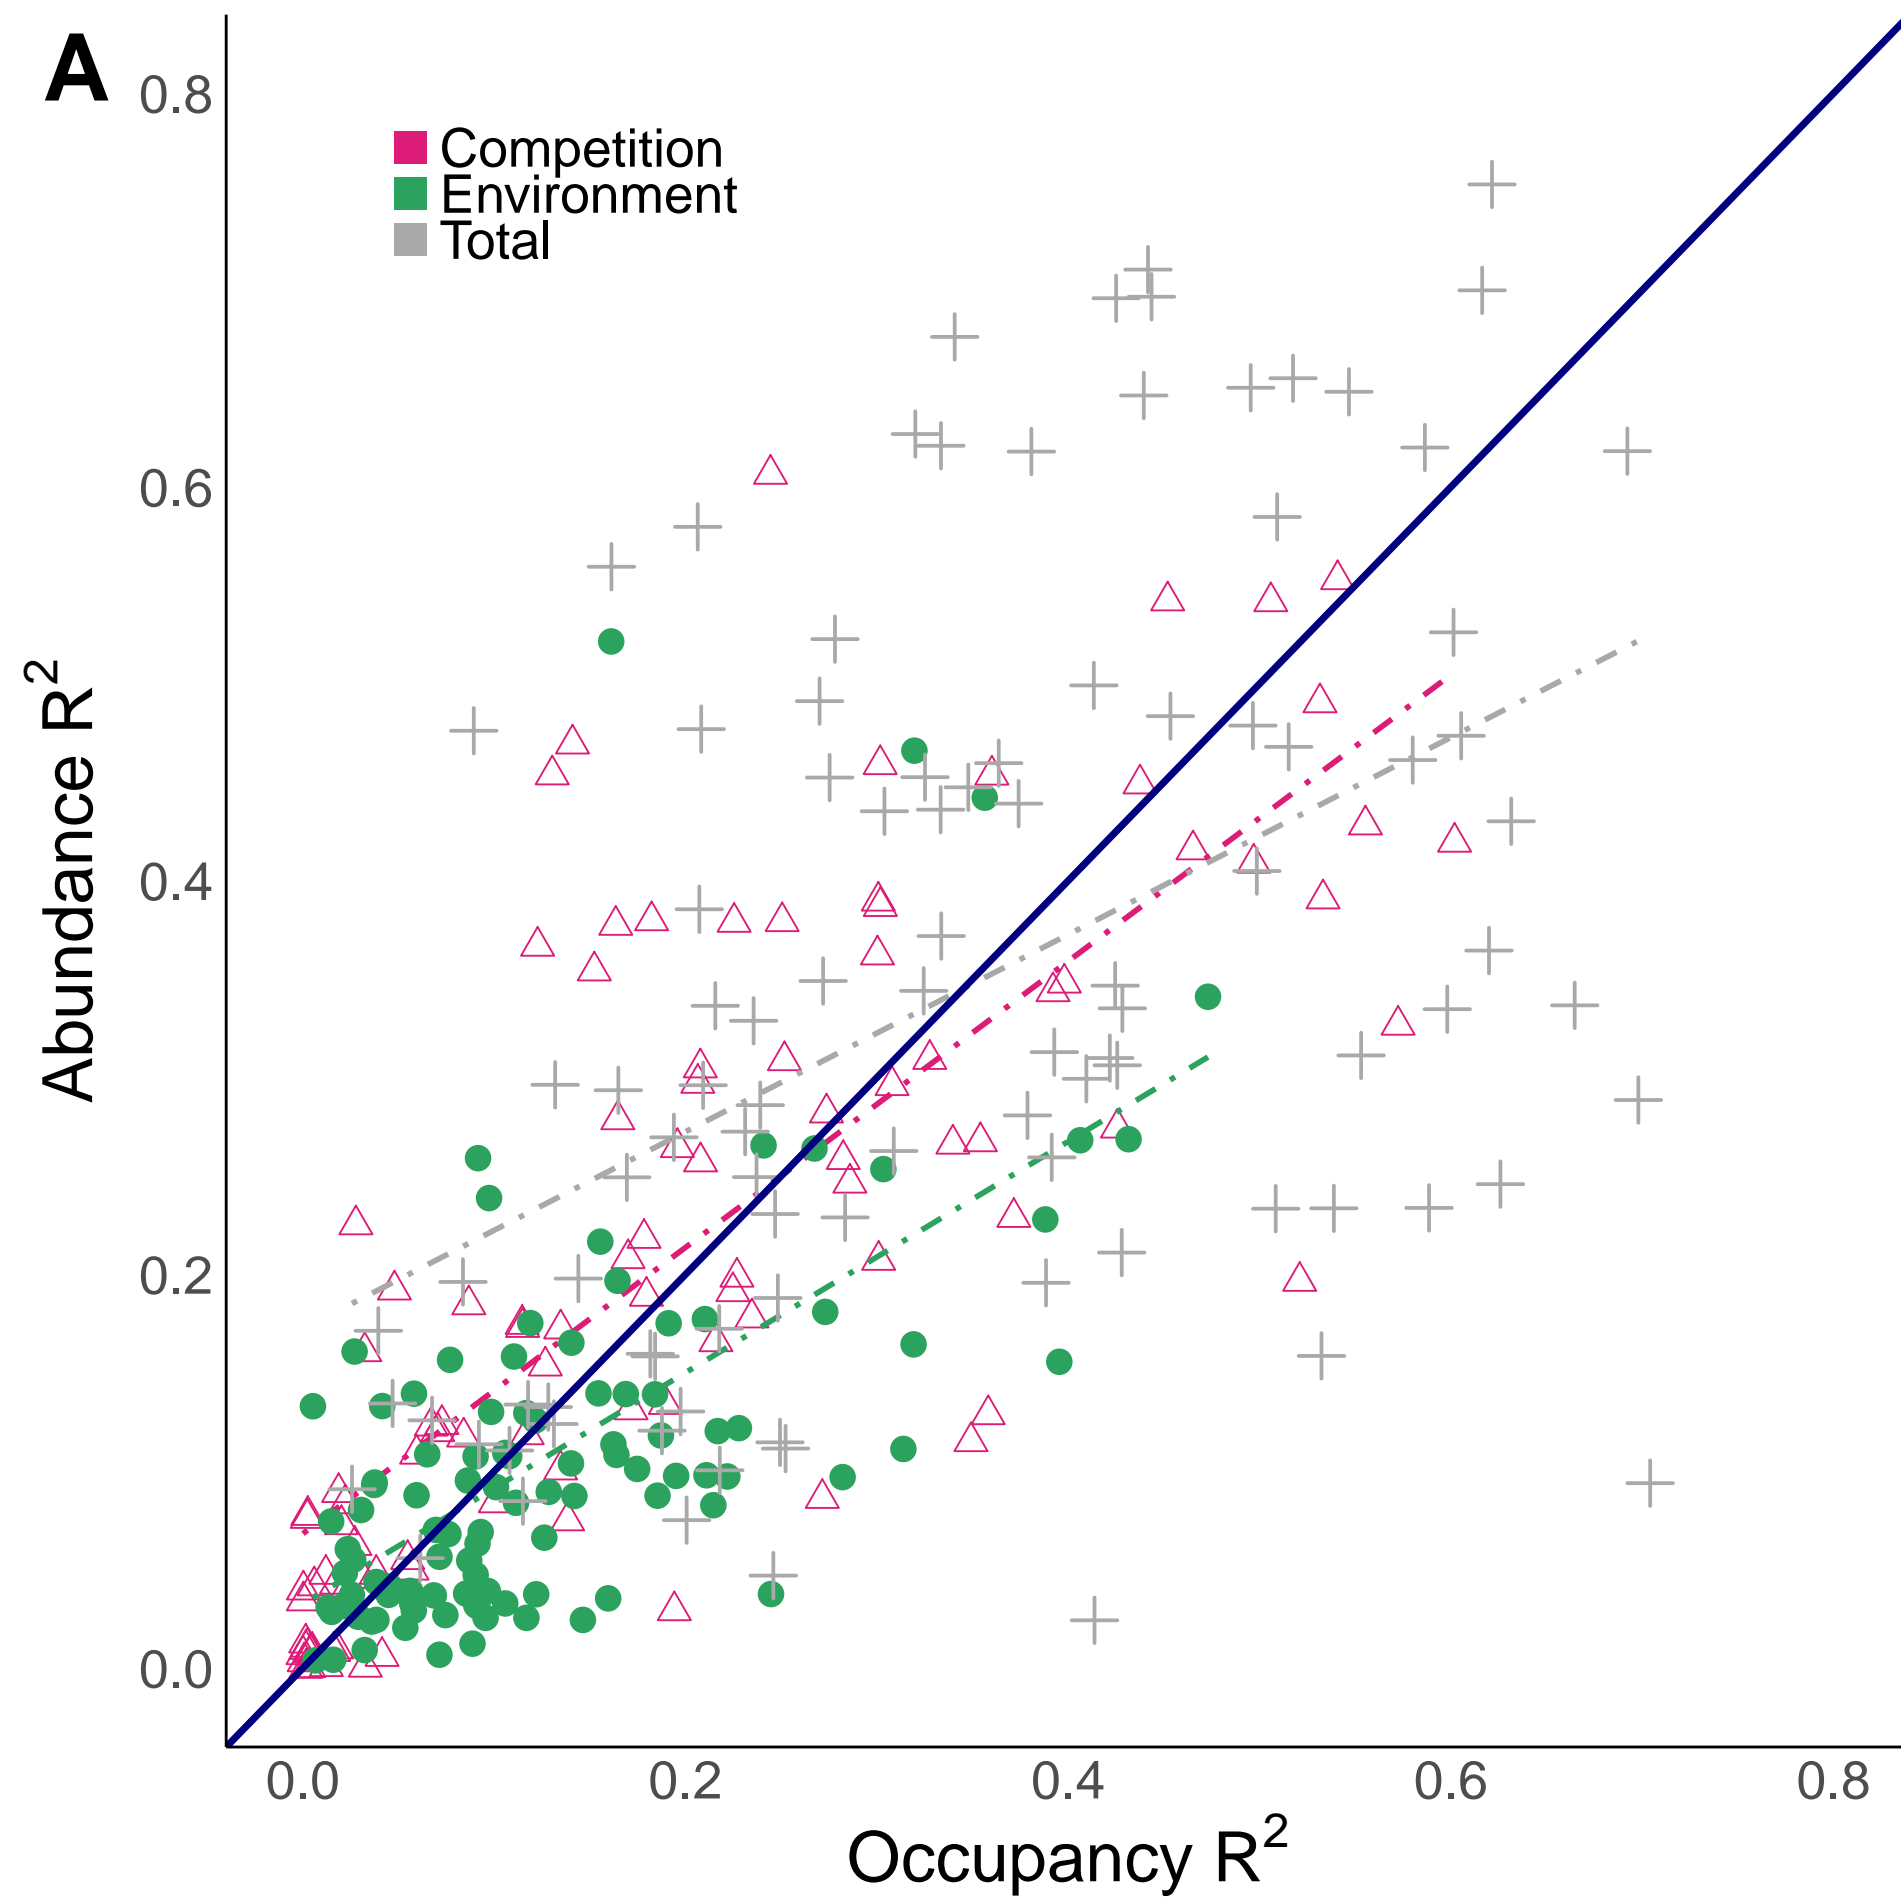 A
Competition
Environment
Total
0.8
0.6
0.4
0.2
0.0
Abundance R²
0.0 0.2 0.4 0.6 0.8
Occupancy R²